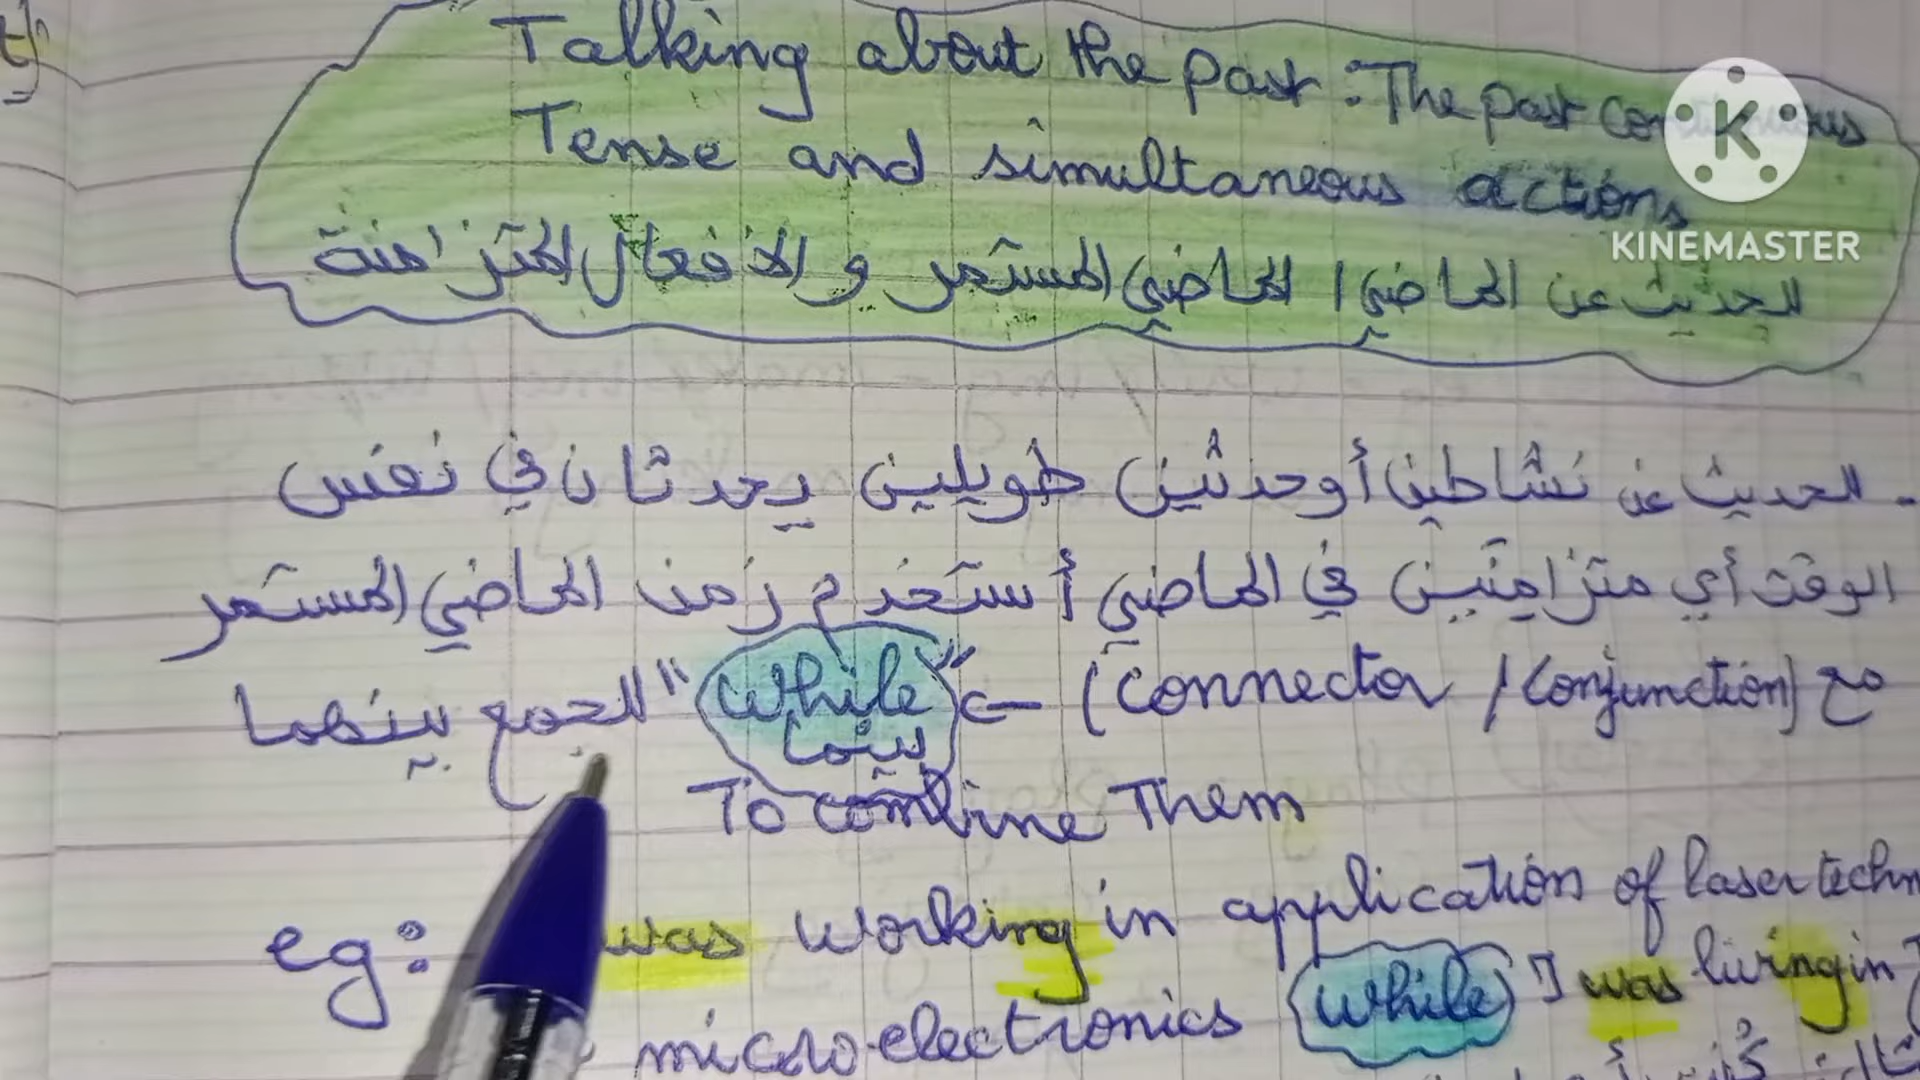 Talking about the past: The past continuous
Tense and simultaneous actions
الحديث عن الماضي / الماضي المستمر و الأفعال المتزامنة
- الحديث عن نشاطين أو حدثين طويلين يحدثان في نفس
الوقت أي متزامنين في الماضي أستخدم زمن الماضي المستمر
مع (connector / conjunction) ← "While" للجمع بينهما
بينما
To combine Them
eg: was working in application of laser techn
micro-electronics while I was living in
كنت
K
KINEMASTER